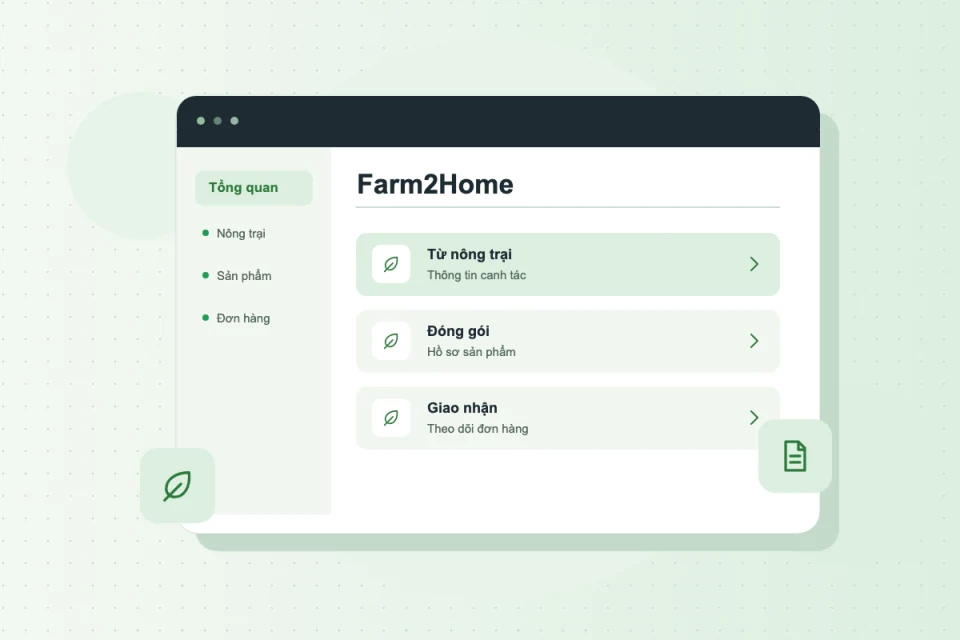 Tổng quan
Nông trại
Sản phẩm
Đơn hàng
Farm2Home
Từ nông trại
Thông tin canh tác
Đóng gói
Hồ sơ sản phẩm
Giao nhận
Theo dõi đơn hàng